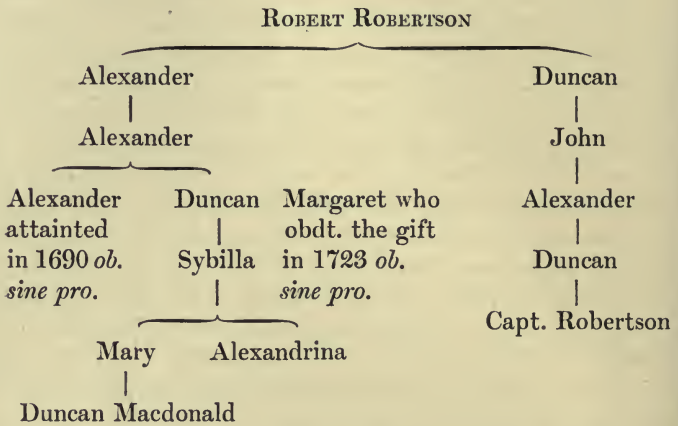 ROBERT ROBERTSON
Alexander
Duncan
Alexander
John
Alexander
attainted
in 1690 ob.
sine pro.
Duncan
Sybilla
Margaret who
obdt. the gift
in 1723 ob.
sine pro.
Alexander
Duncan
Capt. Robertson
Mary
Alexandrina
Duncan Macdonald